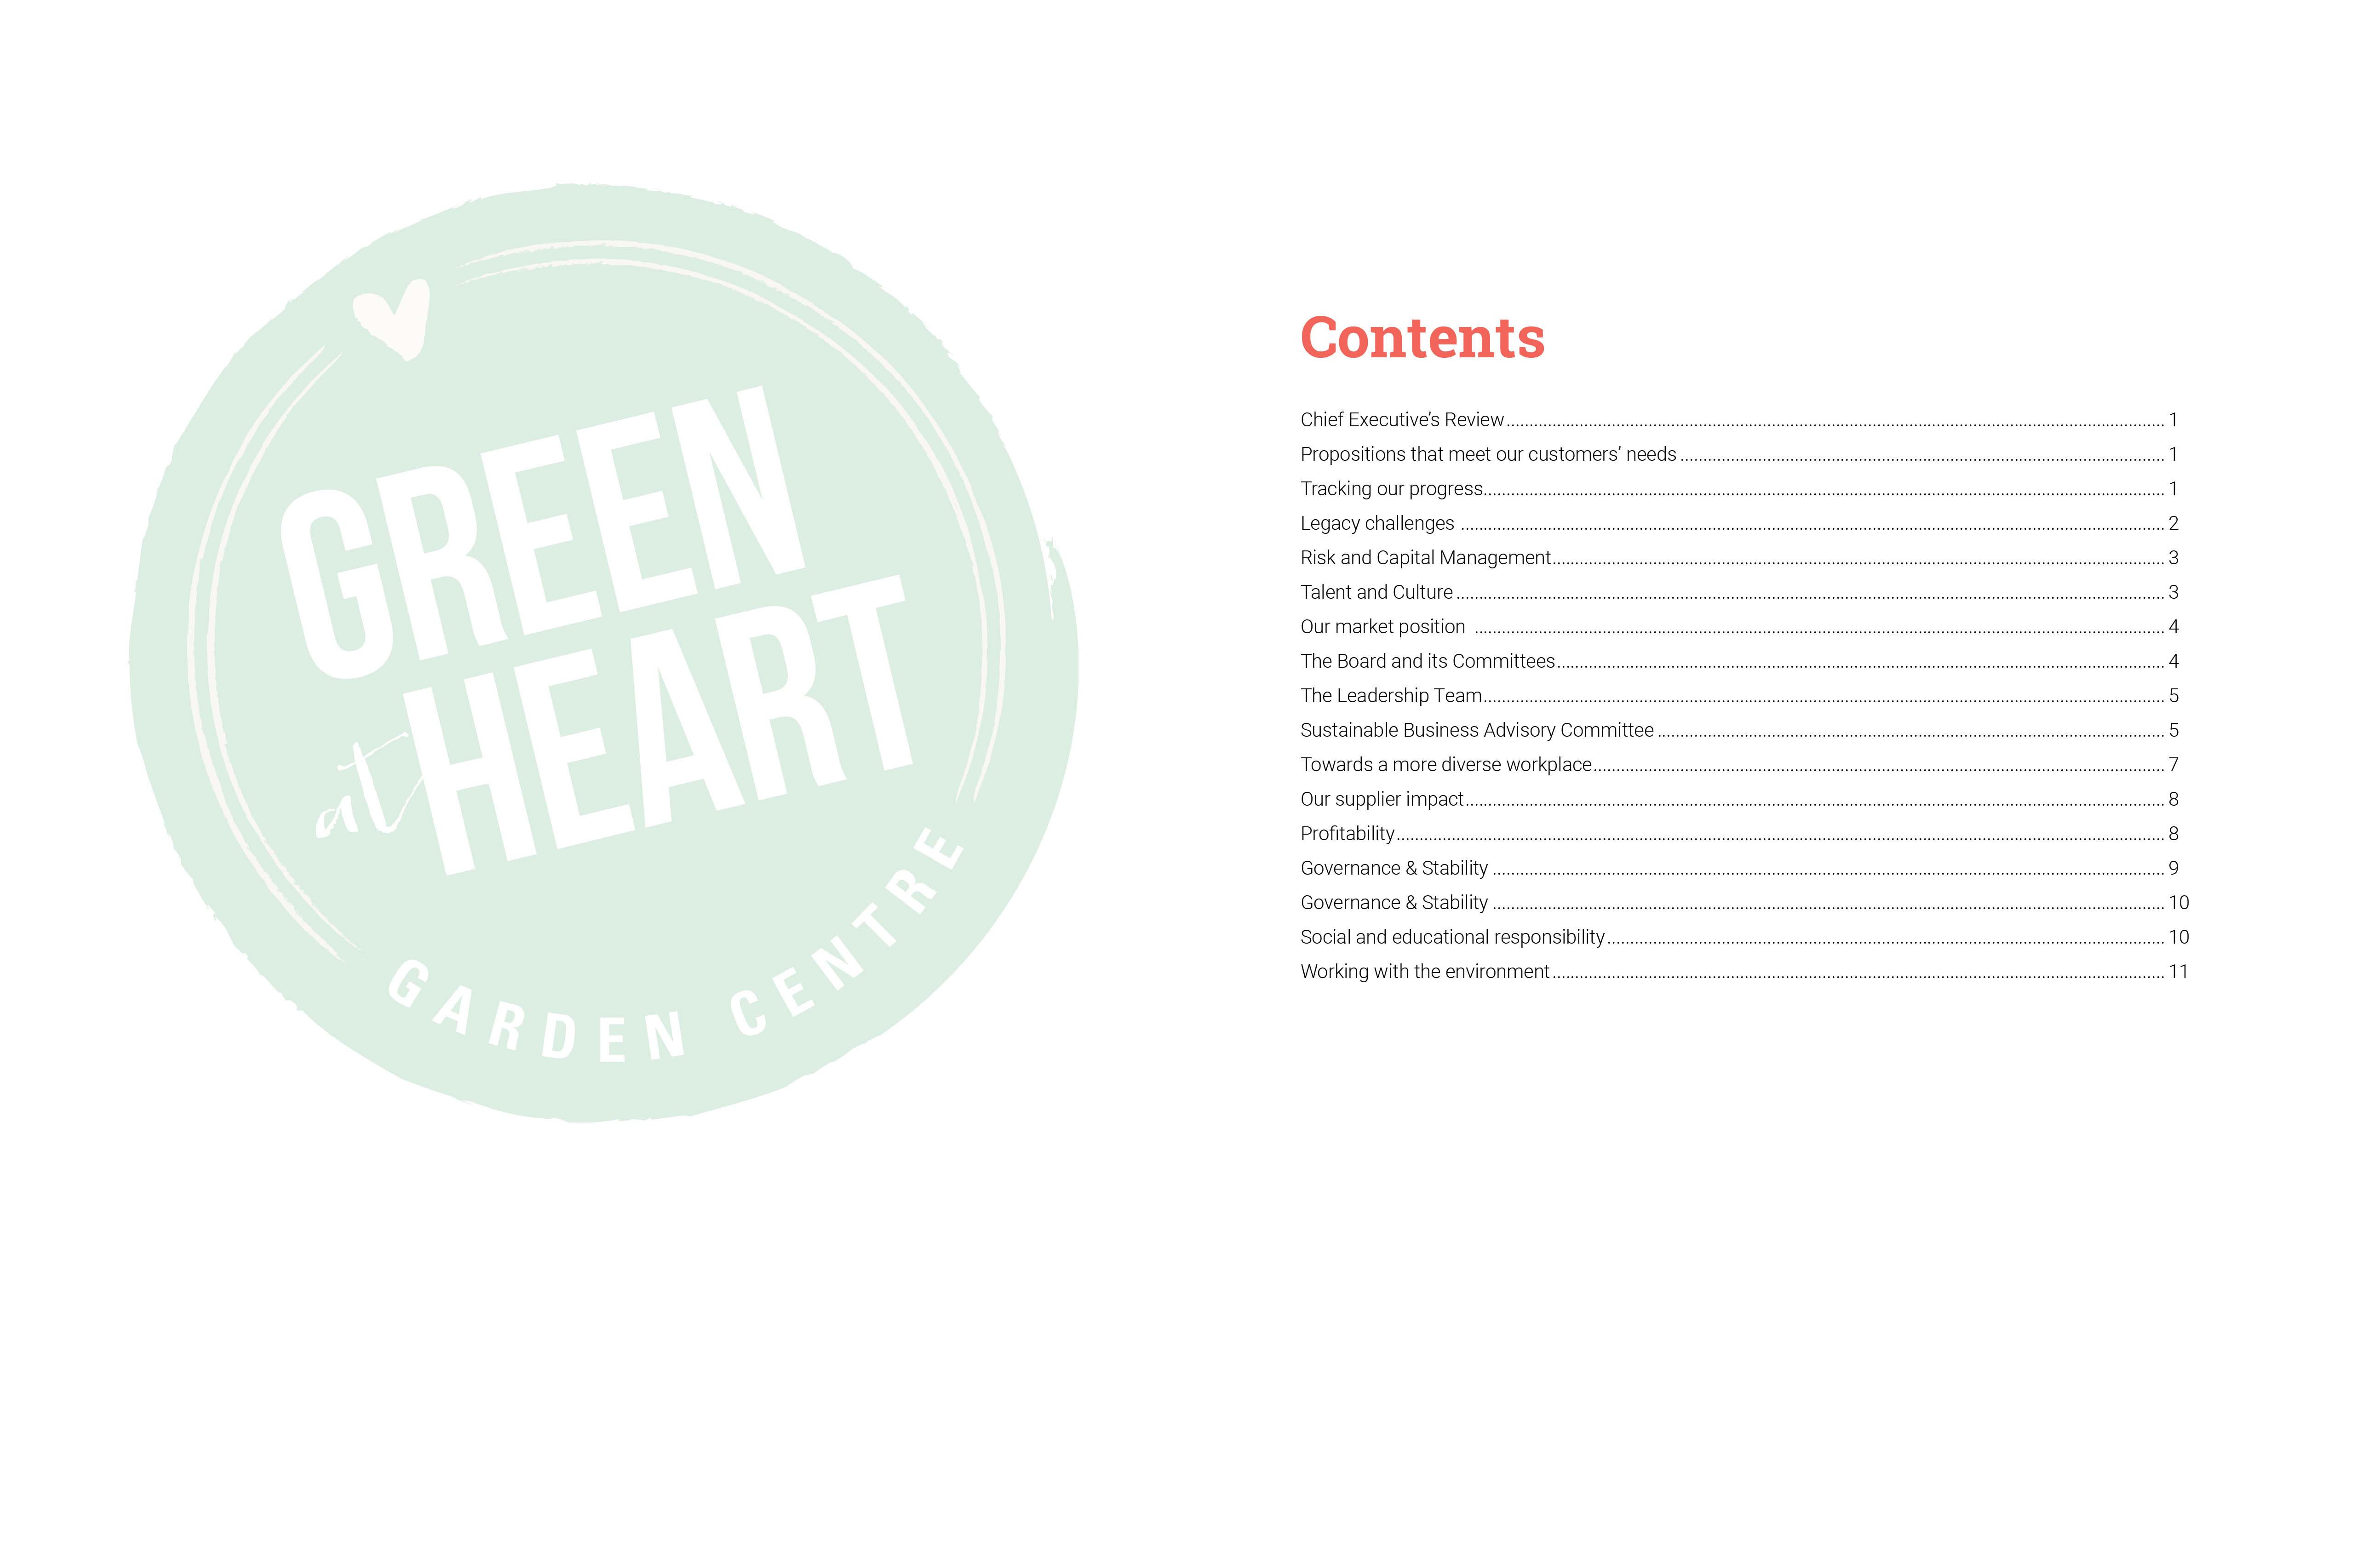 GREEN
at HEART
GARDEN CENTRE
Contents
Chief Executive’s Review........................................ 1
Propositions that meet our customers’ needs ........................................ 1
Tracking our progress........................................ 1
Legacy challenges ........................................ 2
Risk and Capital Management........................................ 3
Talent and Culture ........................................ 3
Our market position ........................................ 4
The Board and its Committees........................................ 4
The Leadership Team........................................ 5
Sustainable Business Advisory Committee ........................................ 5
Towards a more diverse workplace........................................ 7
Our supplier impact........................................ 8
Profitability........................................ 8
Governance & Stability ........................................ 9
Governance & Stability ........................................ 10
Social and educational responsibility........................................ 10
Working with the environment........................................ 11